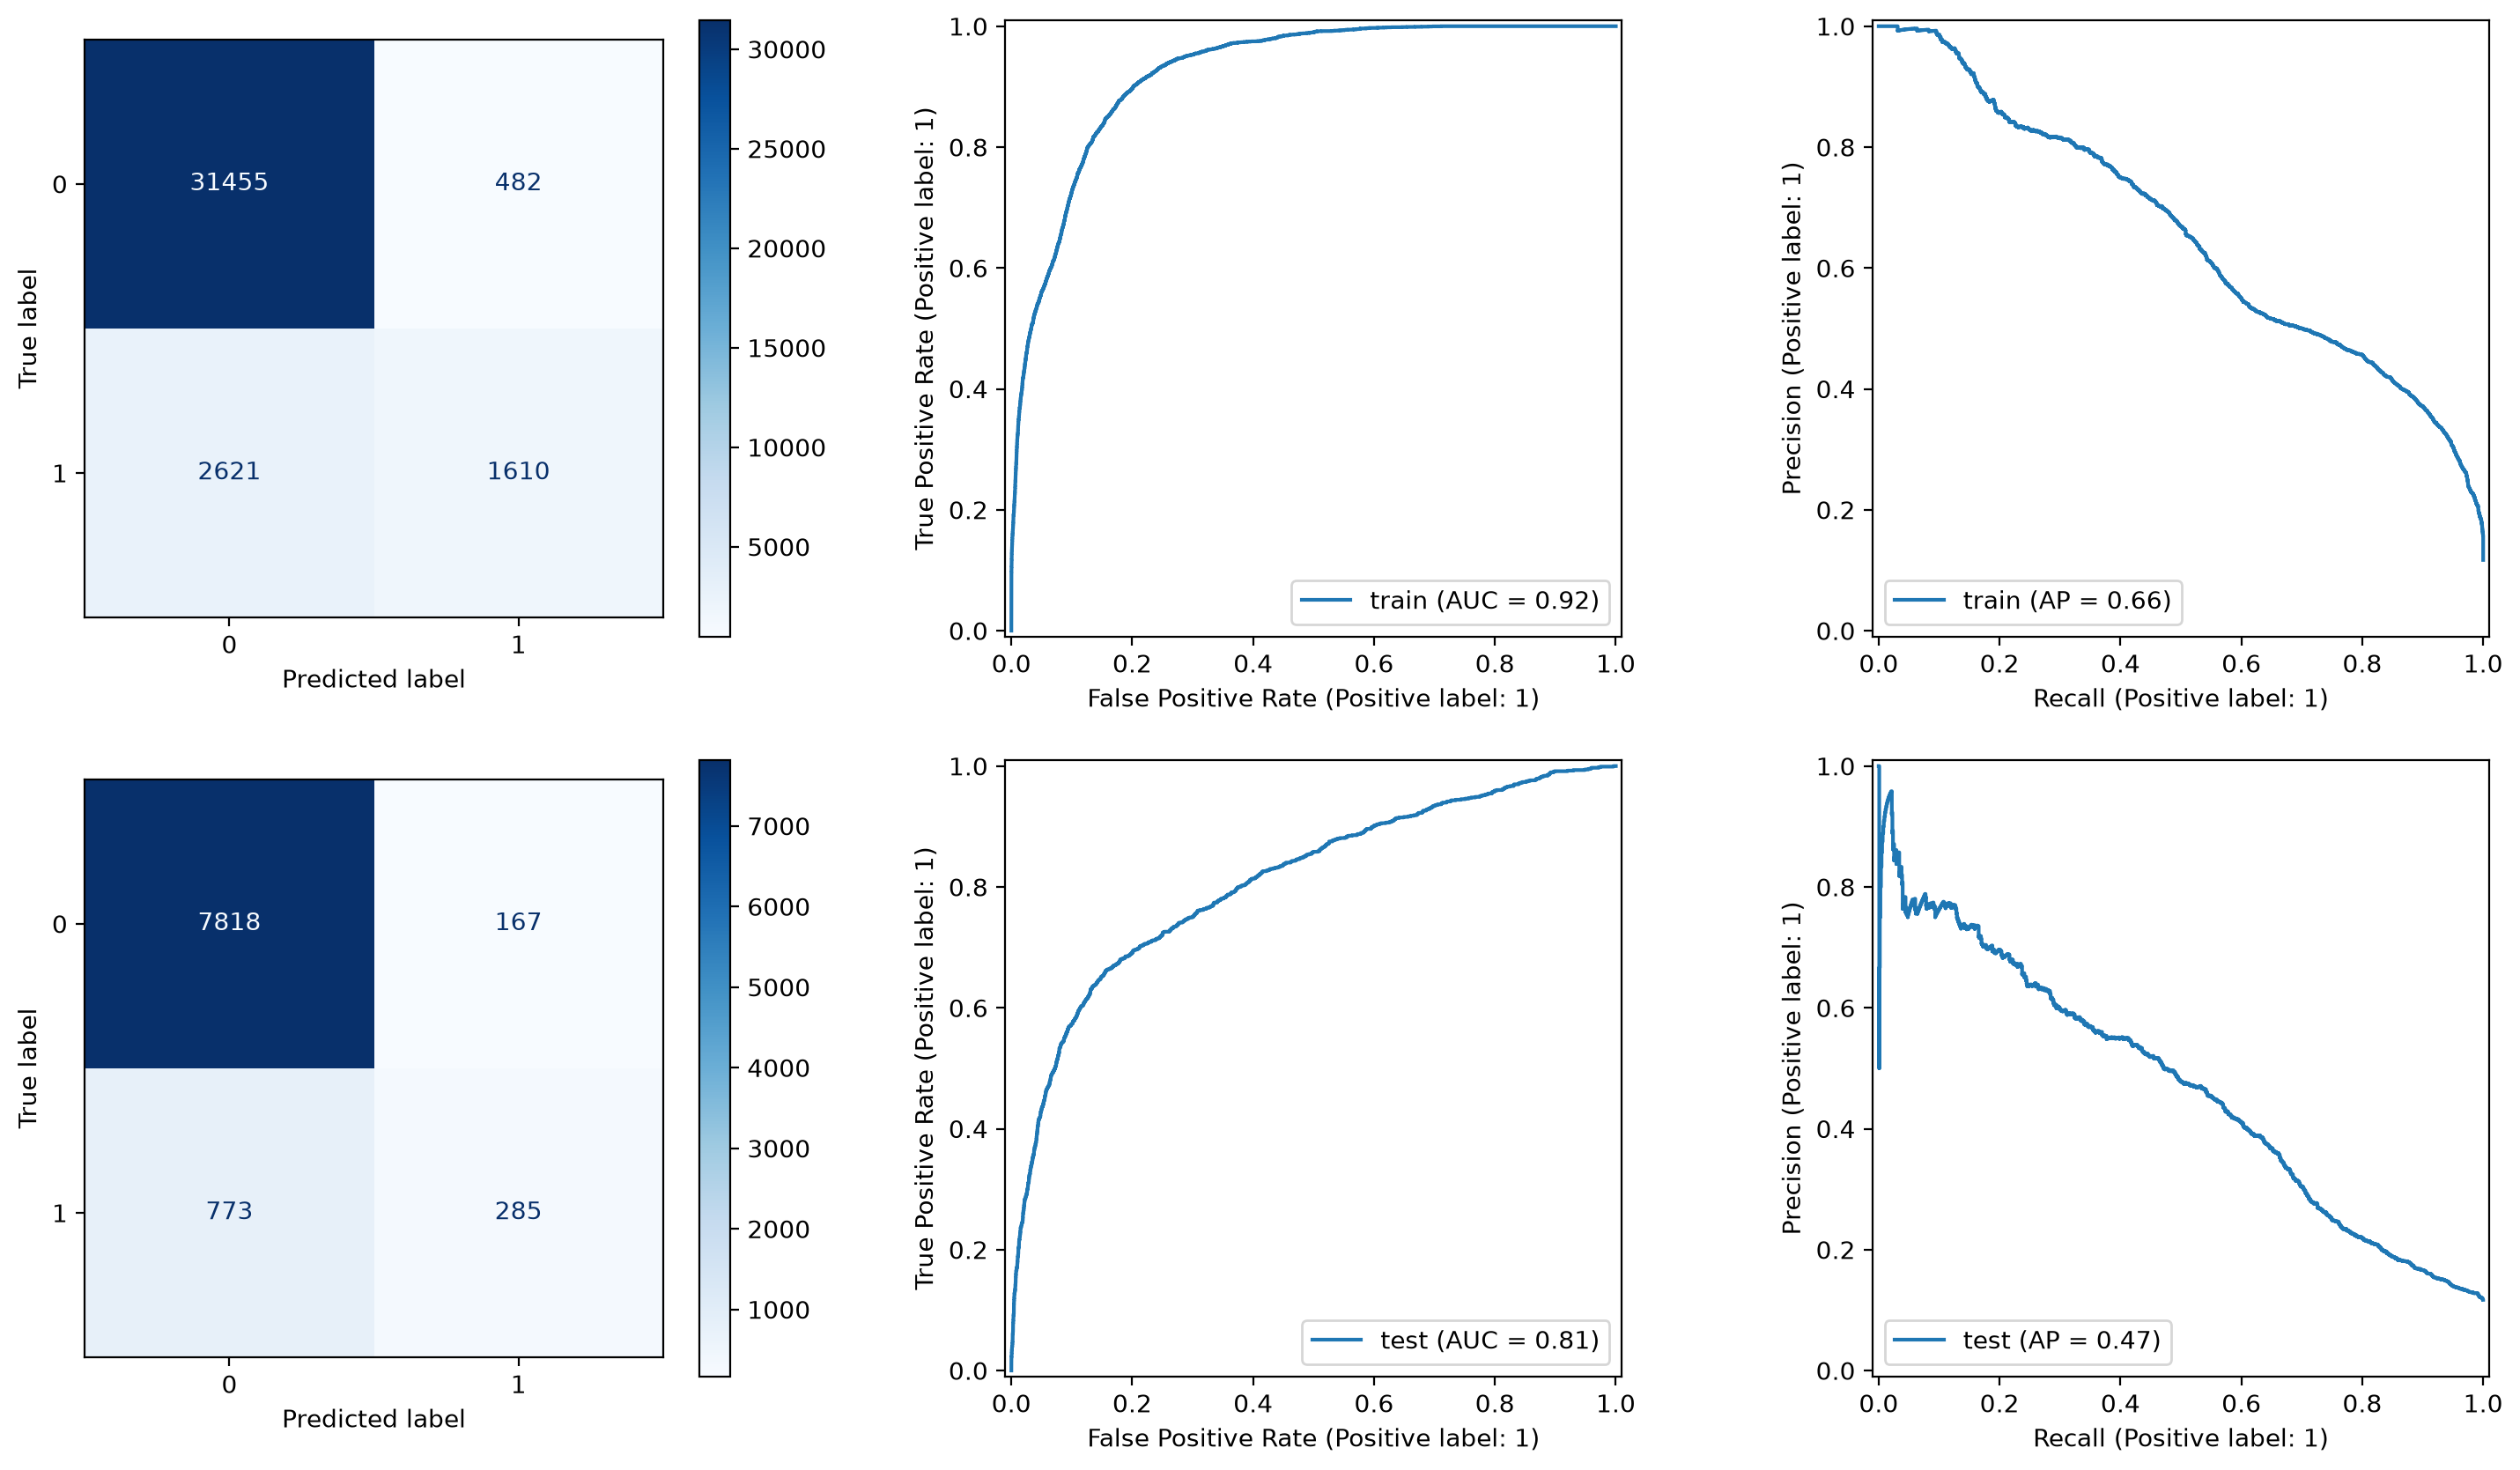 True label
0
1
31455
482
2621
1610
0
1
Predicted label
30000
25000
20000
15000
10000
5000
True Positive Rate (Positive label: 1)
1.0
0.8
0.6
0.4
0.2
0.0
train (AUC = 0.92)
0.0 0.2 0.4 0.6 0.8 1.0
False Positive Rate (Positive label: 1)
Precision (Positive label: 1)
1.0
0.8
0.6
0.4
0.2
0.0
train (AP = 0.66)
0.0 0.2 0.4 0.6 0.8 1.0
Recall (Positive label: 1)
True label
0
1
7818
167
773
285
0
1
Predicted label
7000
6000
5000
4000
3000
2000
1000
True Positive Rate (Positive label: 1)
1.0
0.8
0.6
0.4
0.2
0.0
test (AUC = 0.81)
0.0 0.2 0.4 0.6 0.8 1.0
False Positive Rate (Positive label: 1)
Precision (Positive label: 1)
1.0
0.8
0.6
0.4
0.2
0.0
test (AP = 0.47)
0.0 0.2 0.4 0.6 0.8 1.0
Recall (Positive label: 1)